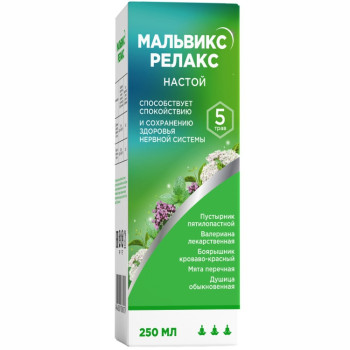 МАЛЬВИКС
РЕЛАКС
НАСТОЙ
СПОСОБСТВУЕТ
СПОКОЙСТВИЮ
И СОХРАНЕНИЮ
ЗДОРОВЬЯ
НЕРВНОЙ СИСТЕМЫ
5
трав
Пустырник
пятилопастной
Валериана
лекарственная
Боярышник
кроваво-красный
Мята перечная
Душица
обыкновенная
250 МЛ